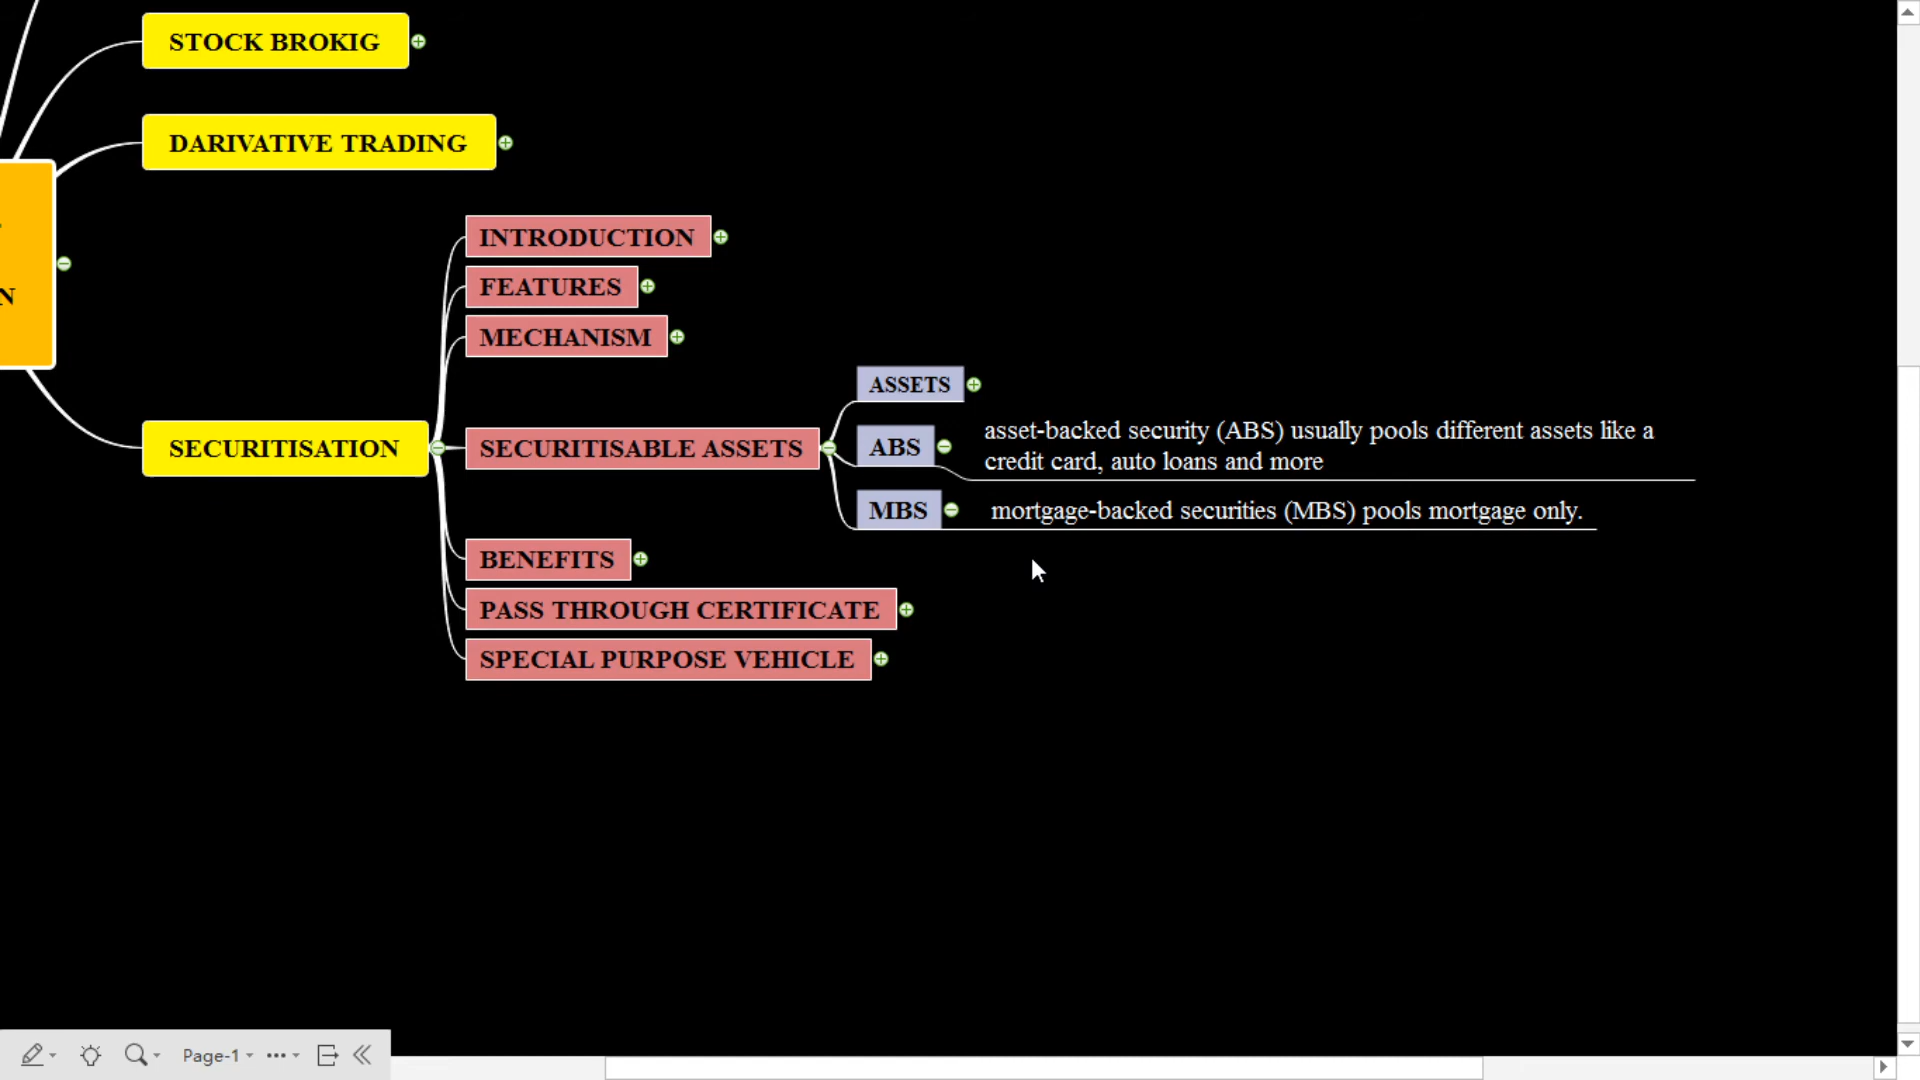 STOCK BROKIG
DARIVATIVE TRADING
N
SECURITISATION
INTRODUCTION
FEATURES
MECHANISM
SECURITISABLE ASSETS
ASSETS
ABS
asset-backed security (ABS) usually pools different assets like a
credit card, auto loans and more
MBS
mortgage-backed securities (MBS) pools mortgage only.
BENEFITS
PASS THROUGH CERTIFICATE
SPECIAL PURPOSE VEHICLE
Page-1